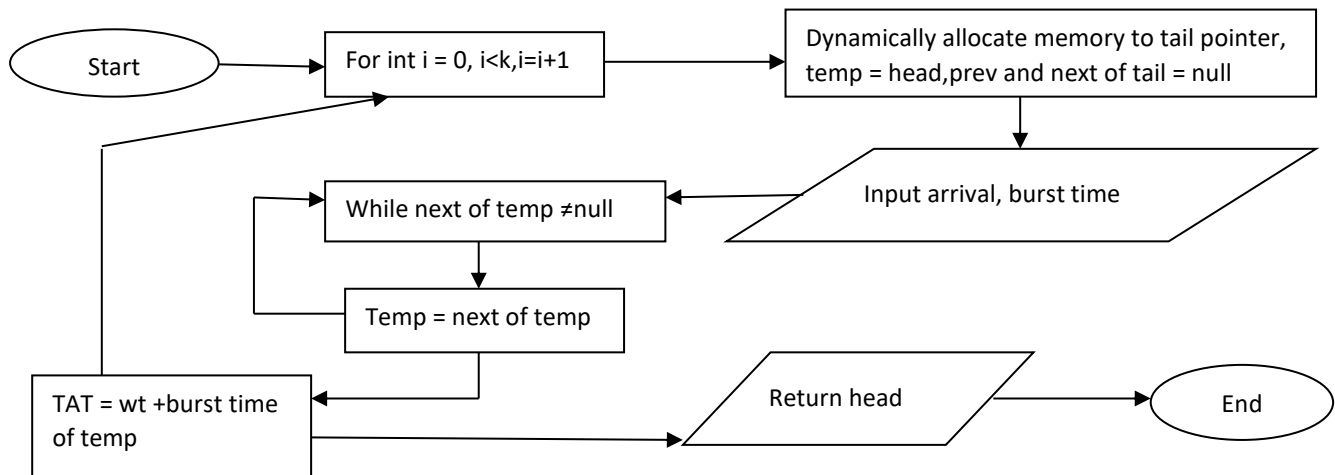 Start
For int i = 0, i<k,i=i+1
Dynamically allocate memory to tail pointer,
temp = head,prev and next of tail = null
Input arrival, burst time
While next of temp ≠null
Temp = next of temp
TAT = wt +burst time
of temp
Return head
End